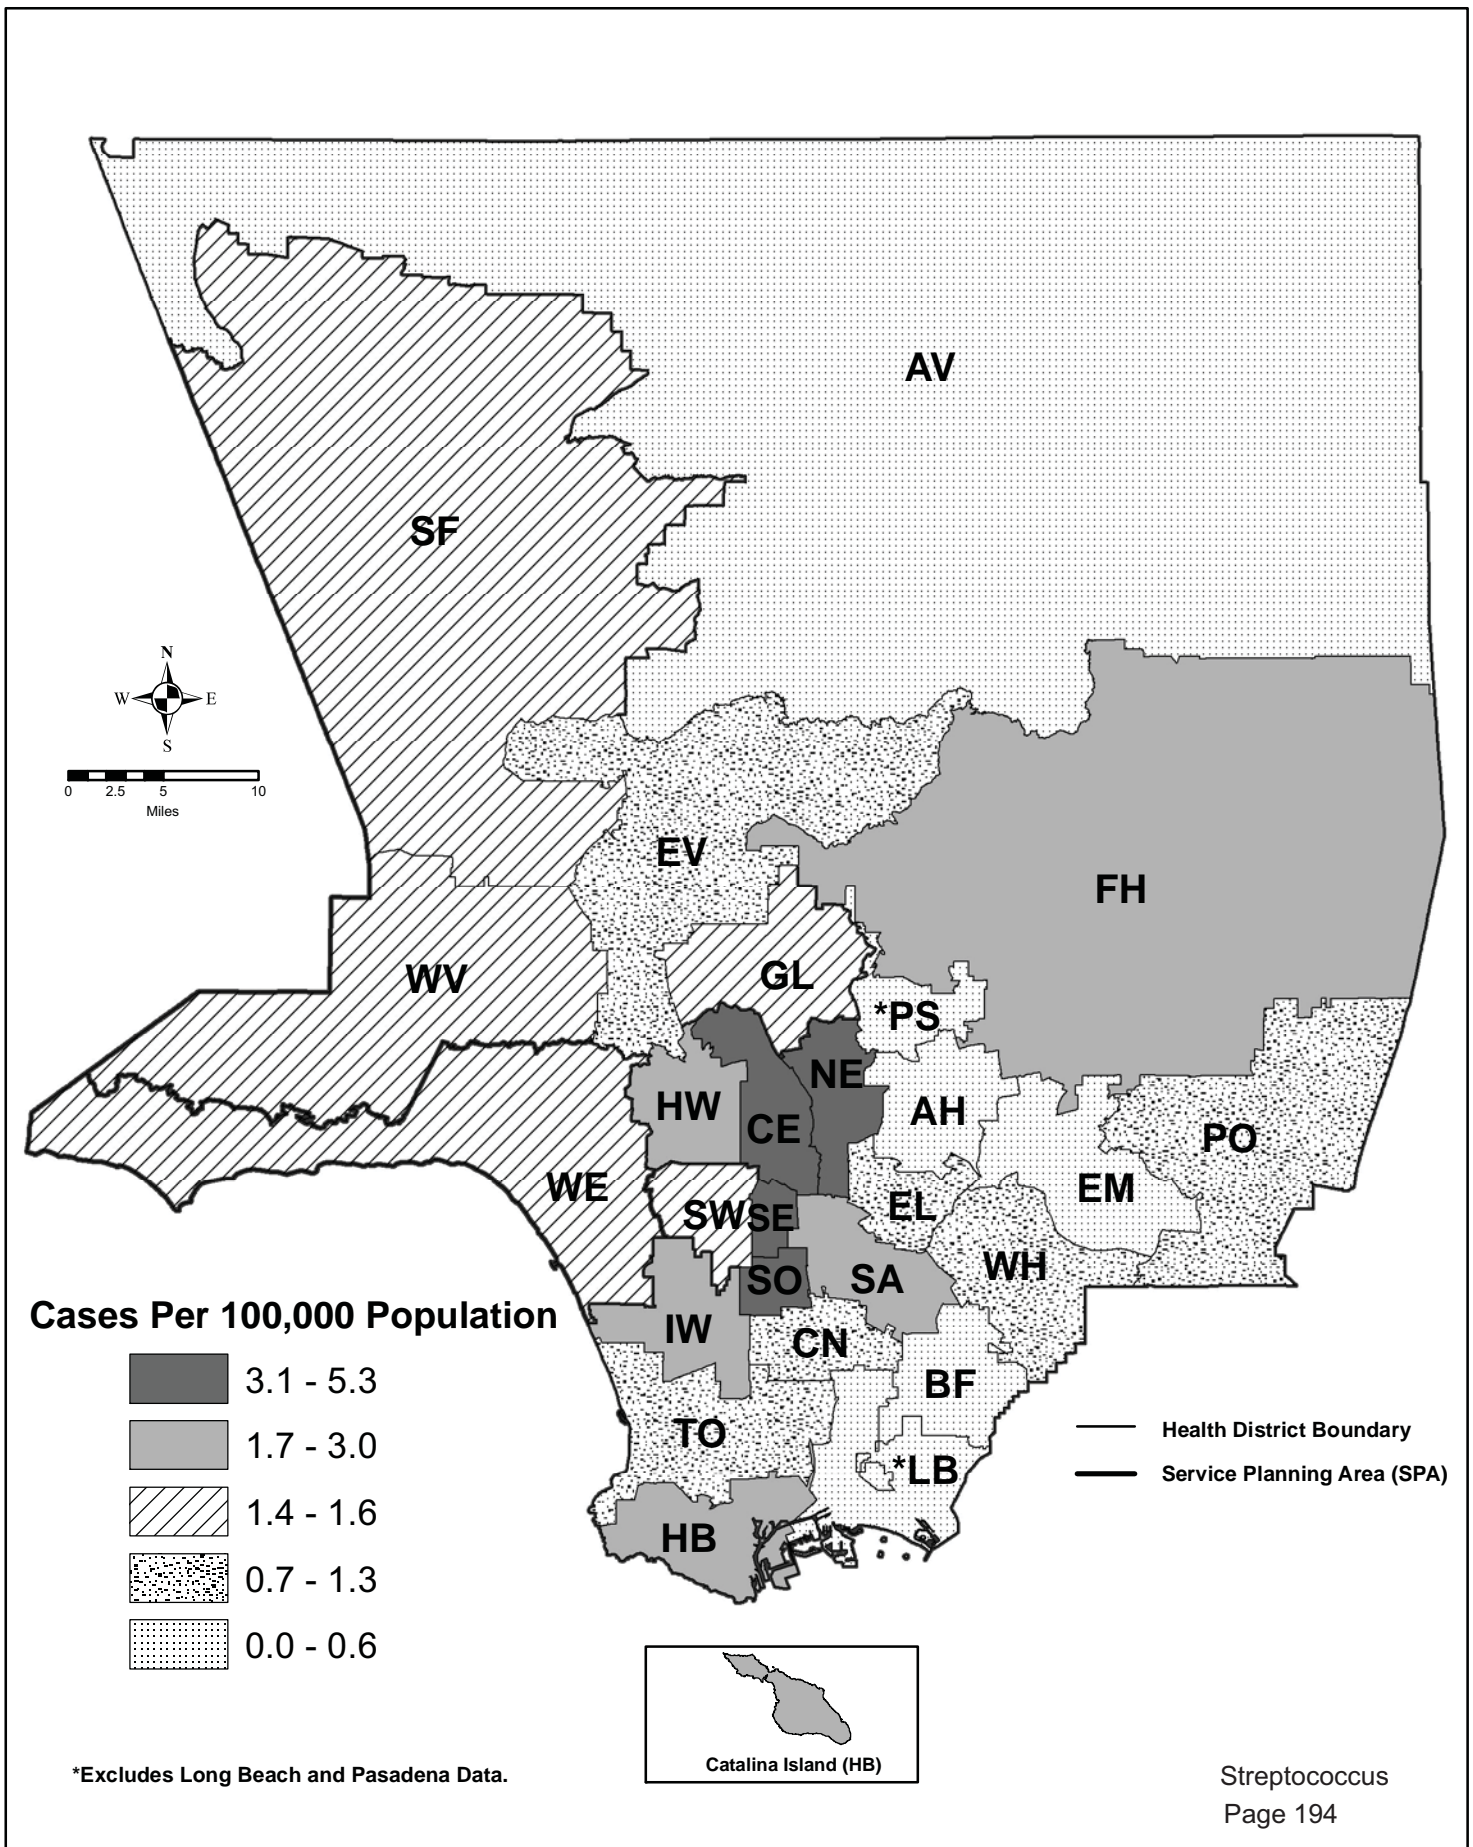 AV
SF
N
W E
S
0 2.5 5 10
Miles
EV
FH
WV
GL
*PS
NE
HW
AH
CE
PO
WE
EM
SW
SE
EL
WH
SO
SA
Cases Per 100,000 Population
IW
CN
3.1 - 5.3
BF
1.7 - 3.0
TO
Health District Boundary
*LB
Service Planning Area (SPA)
1.4 - 1.6
HB
0.7 - 1.3
0.0 - 0.6
Catalina Island (HB)
*Excludes Long Beach and Pasadena Data.
Streptococcus
Page 194